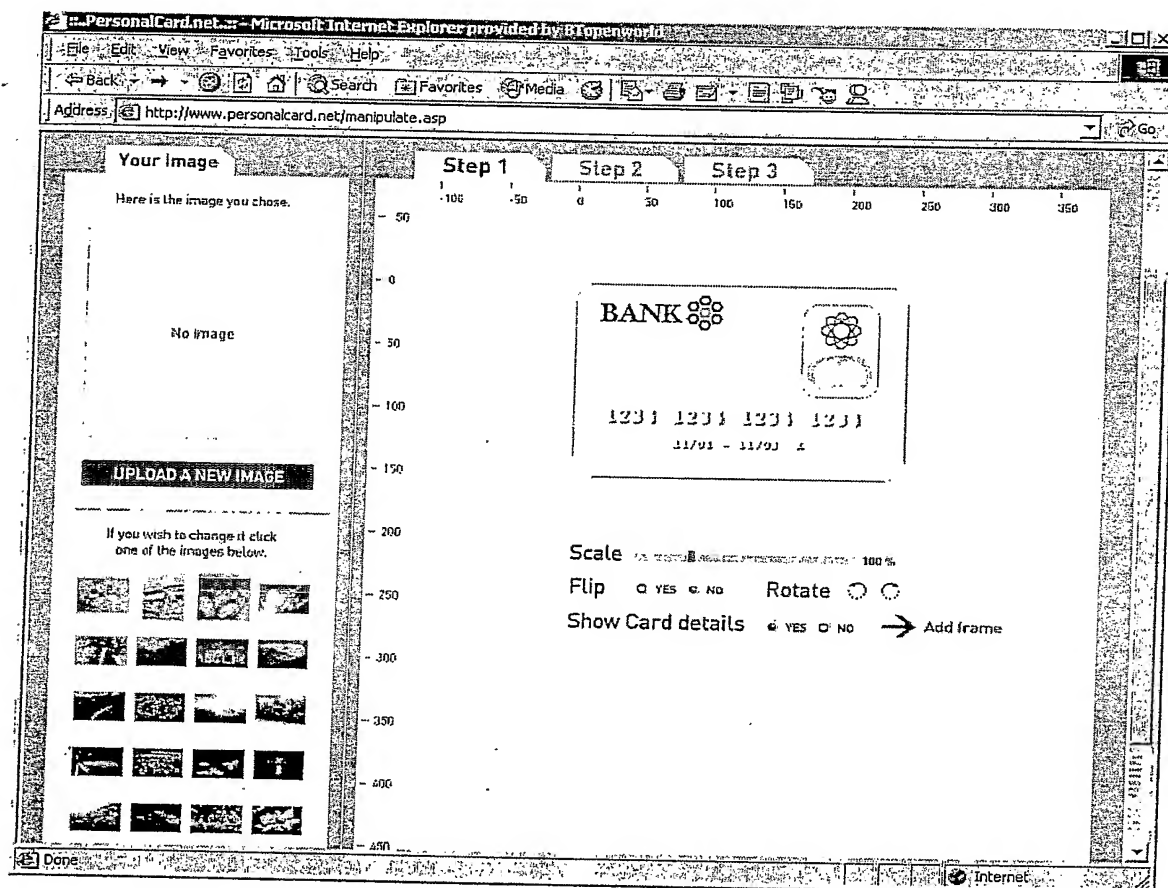 ::..PersonalCard.net..:: - Microsoft Internet Explorer provided by BTopenworld
File Edit View Favorites Tools Help
Back Search Favorites Media
Address http://www.personalcard.net/manipulate.asp Go
Your Image
Step 1 Step 2 Step 3
Here is the image you chose.
-100 -50 0 50 100 150 200 250 300 350
- 50
- 0
BANK
No image
- 50
- 100
11/01 - 11/03
- 150
UPLOAD A NEW IMAGE
- 200
If you wish to change it click
one of the images below.
Scale 100 %
- 250
Flip YES NO Rotate
Show Card details YES NO Add frame
- 300
- 350
- 400
- 450
Done Internet